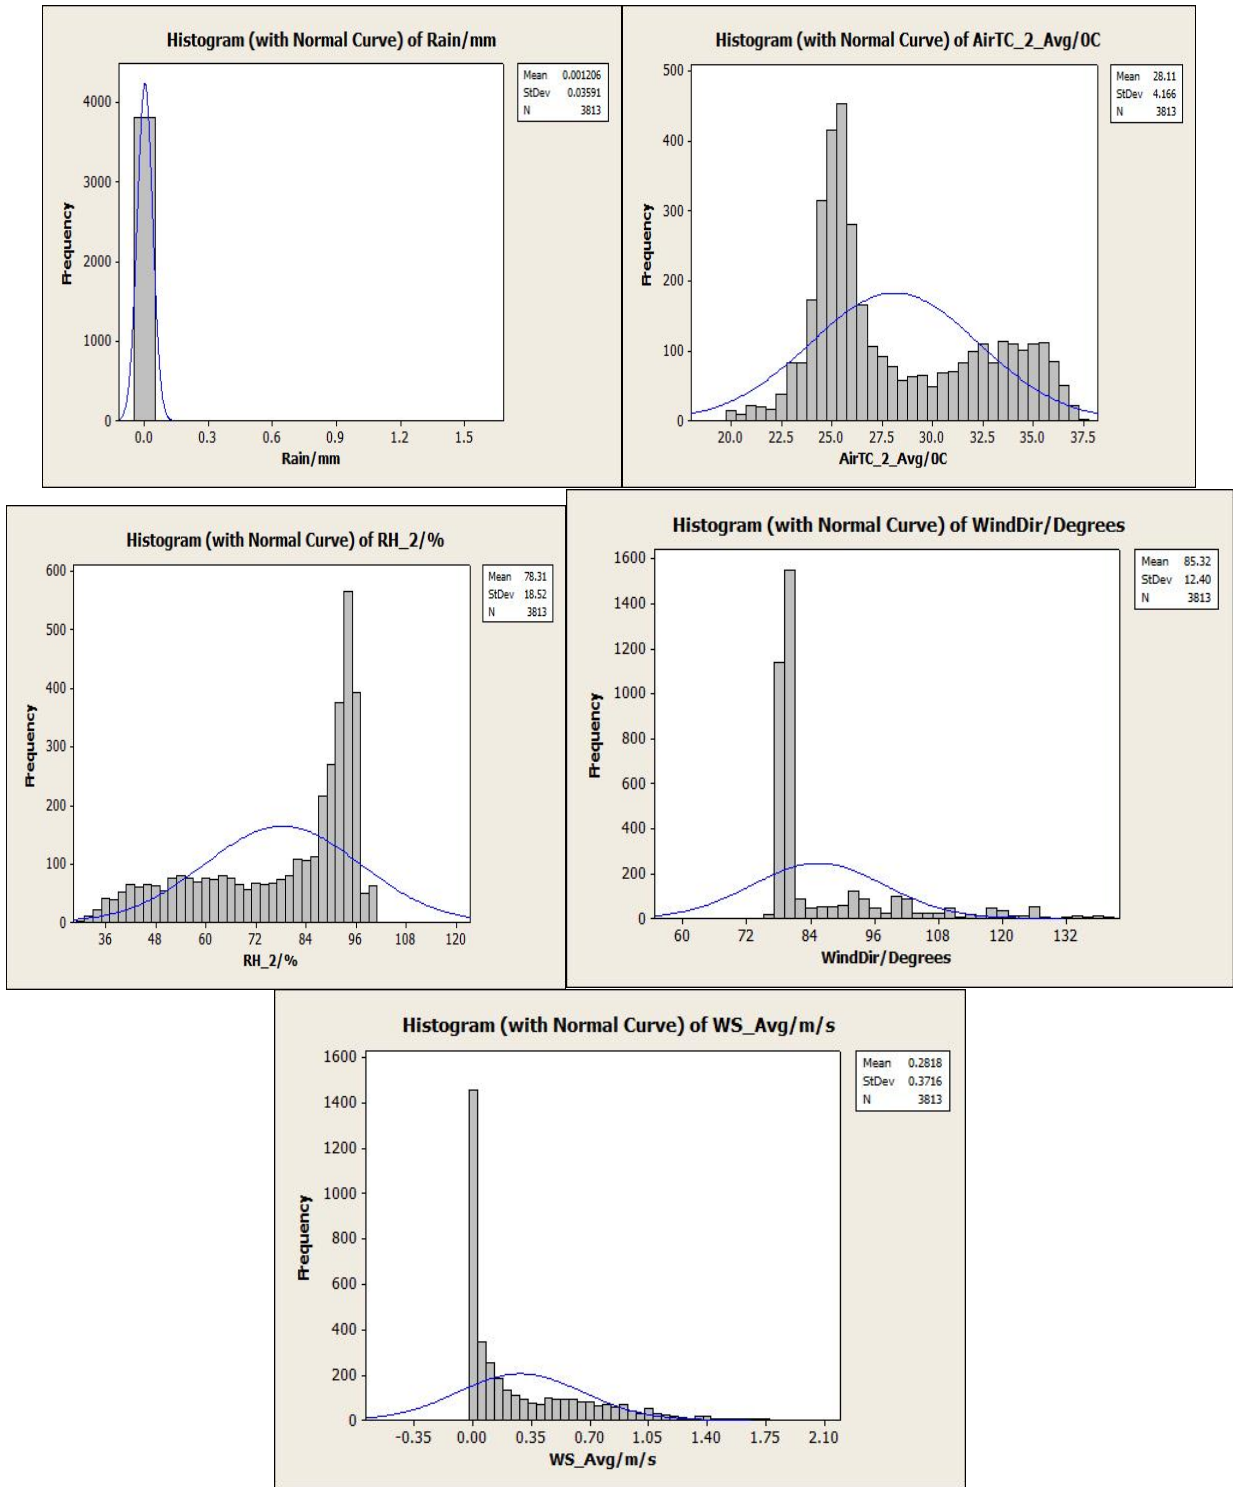 Histogram (with Normal Curve) of Rain/mm
Mean 0.001206
StDev 0.03591
N 3813
4000
3000
2000
1000
0
Frequency
0.0 0.3 0.6 0.9 1.2 1.5
Rain/mm
Histogram (with Normal Curve) of AirTC_2_Avg/0C
Mean 28.11
StDev 4.166
N 3813
500
400
300
200
100
0
Frequency
20.0 22.5 25.0 27.5 30.0 32.5 35.0 37.5
AirTC_2_Avg/0C
Histogram (with Normal Curve) of RH_2/%
Mean 78.31
StDev 18.52
N 3813
600
500
400
300
200
100
0
Frequency
36 48 60 72 84 96 108 120
RH_2/%
Histogram (with Normal Curve) of WindDir/Degrees
Mean 85.32
StDev 12.40
N 3813
1600
1400
1200
1000
800
600
400
200
0
Frequency
60 72 84 96 108 120 132
WindDir/Degrees
Histogram (with Normal Curve) of WS_Avg/m/s
Mean 0.2818
StDev 0.3716
N 3813
1600
1400
1200
1000
800
600
400
200
0
Frequency
-0.35 0.00 0.35 0.70 1.05 1.40 1.75 2.10
WS_Avg/m/s